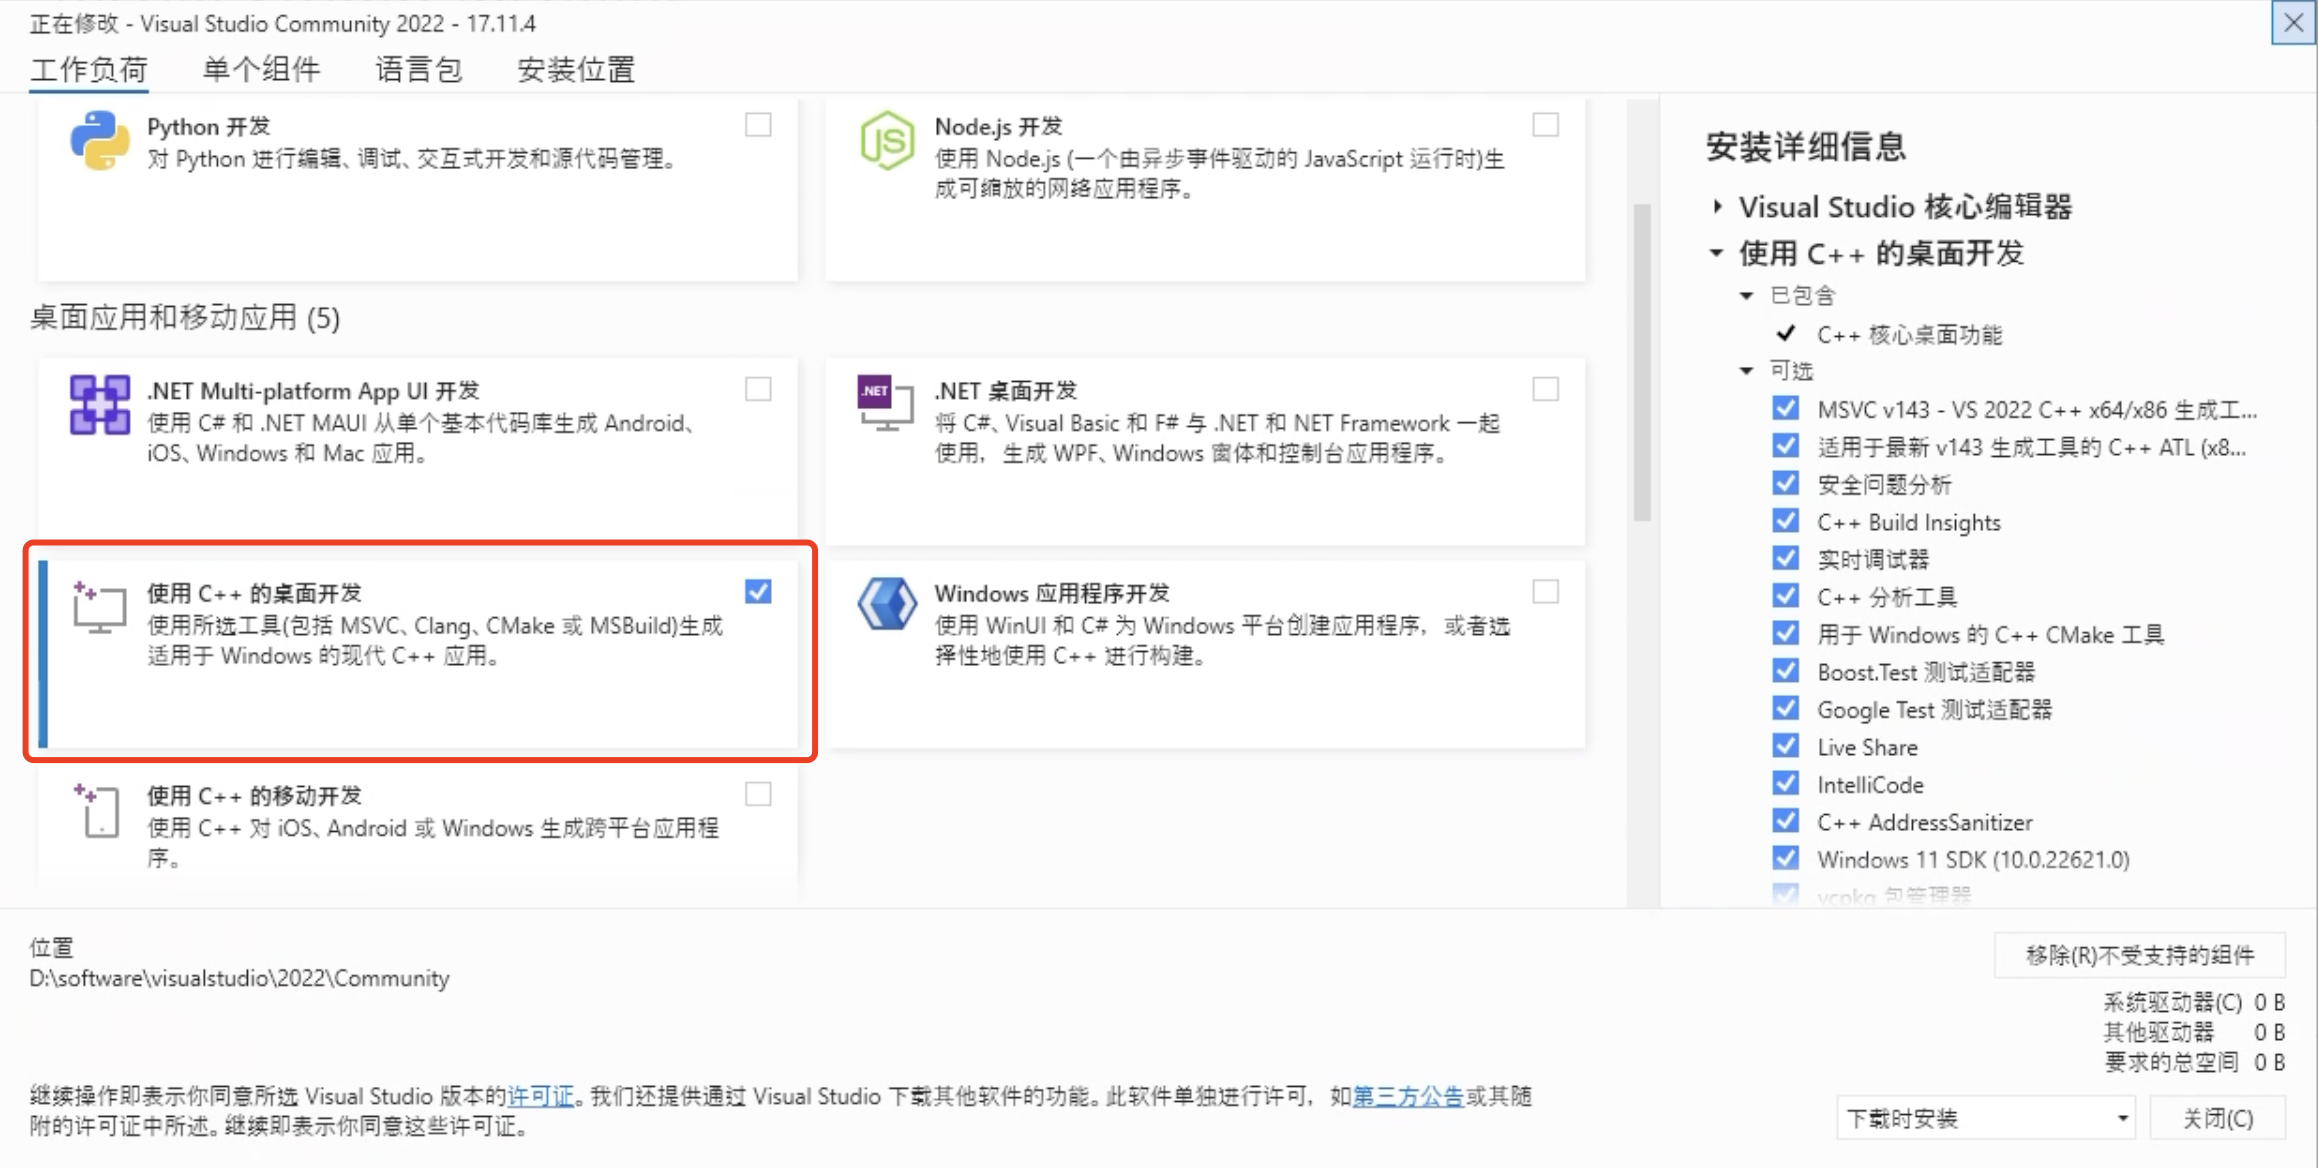 正在修改 - Visual Studio Community 2022 - 17.11.4
工作负荷 单个组件 语言包 安装位置
Python 开发
对 Python 进行编辑、调试、交互式开发和源代码管理。
Node.js 开发
使用 Node.js (一个由异步事件驱动的 JavaScript 运行时)生
成可缩放的网络应用程序。
桌面应用和移动应用 (5)
.NET Multi-platform App UI 开发
使用 C# 和 .NET MAUI 从单个基本代码库生成 Android、
iOS、Windows 和 Mac 应用。
.NET
.NET 桌面开发
将 C#、Visual Basic 和 F# 与 .NET 和 NET Framework 一起
使用，生成 WPF、Windows 窗体和控制台应用程序。
使用 C++ 的桌面开发
使用所选工具(包括 MSVC、Clang、CMake 或 MSBuild)生成
适用于 Windows 的现代 C++ 应用。
Windows 应用程序开发
使用 WinUI 和 C# 为 Windows 平台创建应用程序，或者选
择性地使用 C++ 进行构建。
使用 C++ 的移动开发
使用 C++ 对 iOS、Android 或 Windows 生成跨平台应用程
序。
安装详细信息
Visual Studio 核心编辑器
使用 C++ 的桌面开发
已包含
C++ 核心桌面功能
可选
MSVC v143 - VS 2022 C++ x64/x86 生成工...
适用于最新 v143 生成工具的 C++ ATL (x8...
安全问题分析
C++ Build Insights
实时调试器
C++ 分析工具
用于 Windows 的 C++ CMake 工具
Boost.Test 测试适配器
Google Test 测试适配器
Live Share
IntelliCode
C++ AddressSanitizer
Windows 11 SDK (10.0.22621.0)
vcpkg 包管理器
位置
D:\software\visualstudio\2022\Community
移除(R)不受支持的组件
系统驱动器(C) 0 B
其他驱动器 0 B
要求的总空间 0 B
继续操作即表示你同意所选 Visual Studio 版本的许可证。我们还提供通过 Visual Studio 下载其他软件的功能。此软件单独进行许可，如第三方公告或其随
附的许可证中所述。继续即表示你同意这些许可证。
下载时安装
关闭(C)